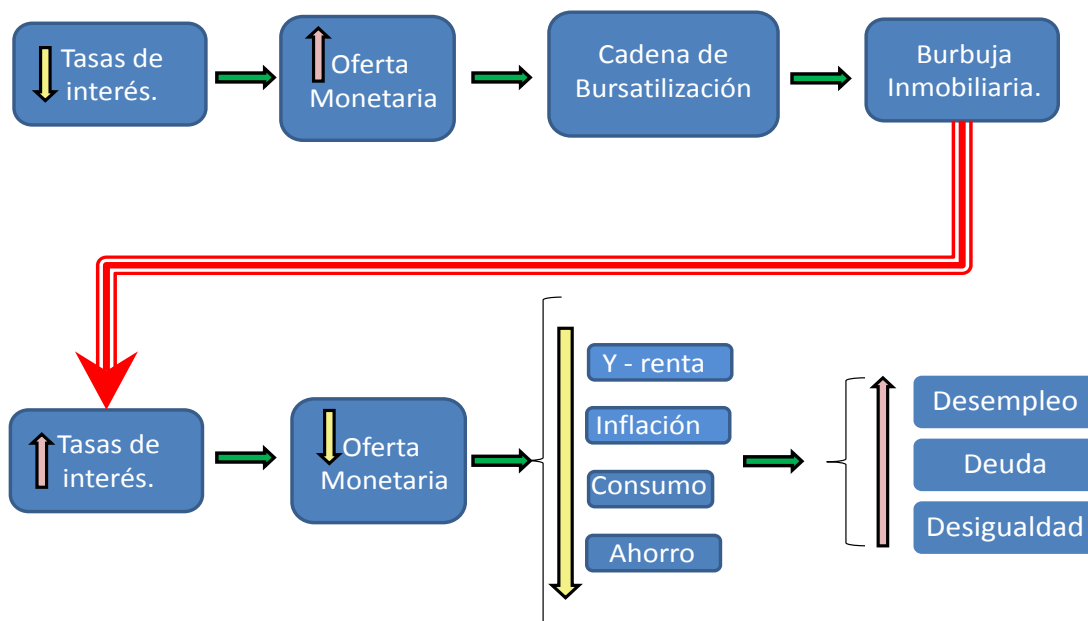 Tasas de
interés.
Oferta
Monetaria
Cadena de
Bursatilización
Burbuja
Inmobiliaria.
Tasas de
interés.
Oferta
Monetaria
Y - renta
Inflación
Consumo
Ahorro
Desempleo
Deuda
Desigualdad